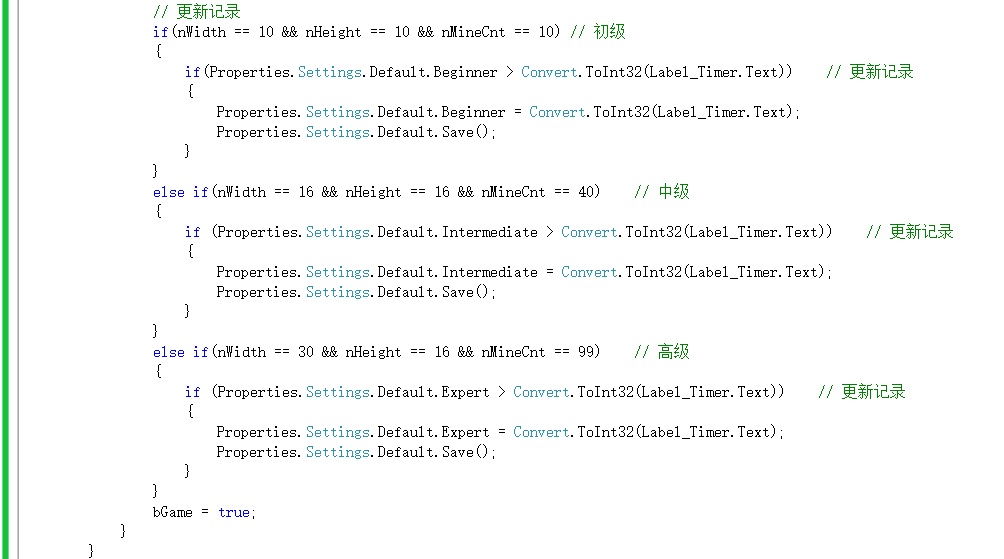 // 更新记录
if(nWidth == 10 && nHeight == 10 && nMineCnt == 10) // 初级
{
if(Properties.Settings.Default.Beginner > Convert.ToInt32(Label_Timer.Text)) // 更新记录
{
Properties.Settings.Default.Beginner = Convert.ToInt32(Label_Timer.Text);
Properties.Settings.Default.Save();
}
}
else if(nWidth == 16 && nHeight == 16 && nMineCnt == 40) // 中级
{
if (Properties.Settings.Default.Intermediate > Convert.ToInt32(Label_Timer.Text)) // 更新记录
{
Properties.Settings.Default.Intermediate = Convert.ToInt32(Label_Timer.Text);
Properties.Settings.Default.Save();
}
}
else if(nWidth == 30 && nHeight == 16 && nMineCnt == 99) // 高级
{
if (Properties.Settings.Default.Expert > Convert.ToInt32(Label_Timer.Text)) // 更新记录
{
Properties.Settings.Default.Expert = Convert.ToInt32(Label_Timer.Text);
Properties.Settings.Default.Save();
}
}
bGame = true;
}
}